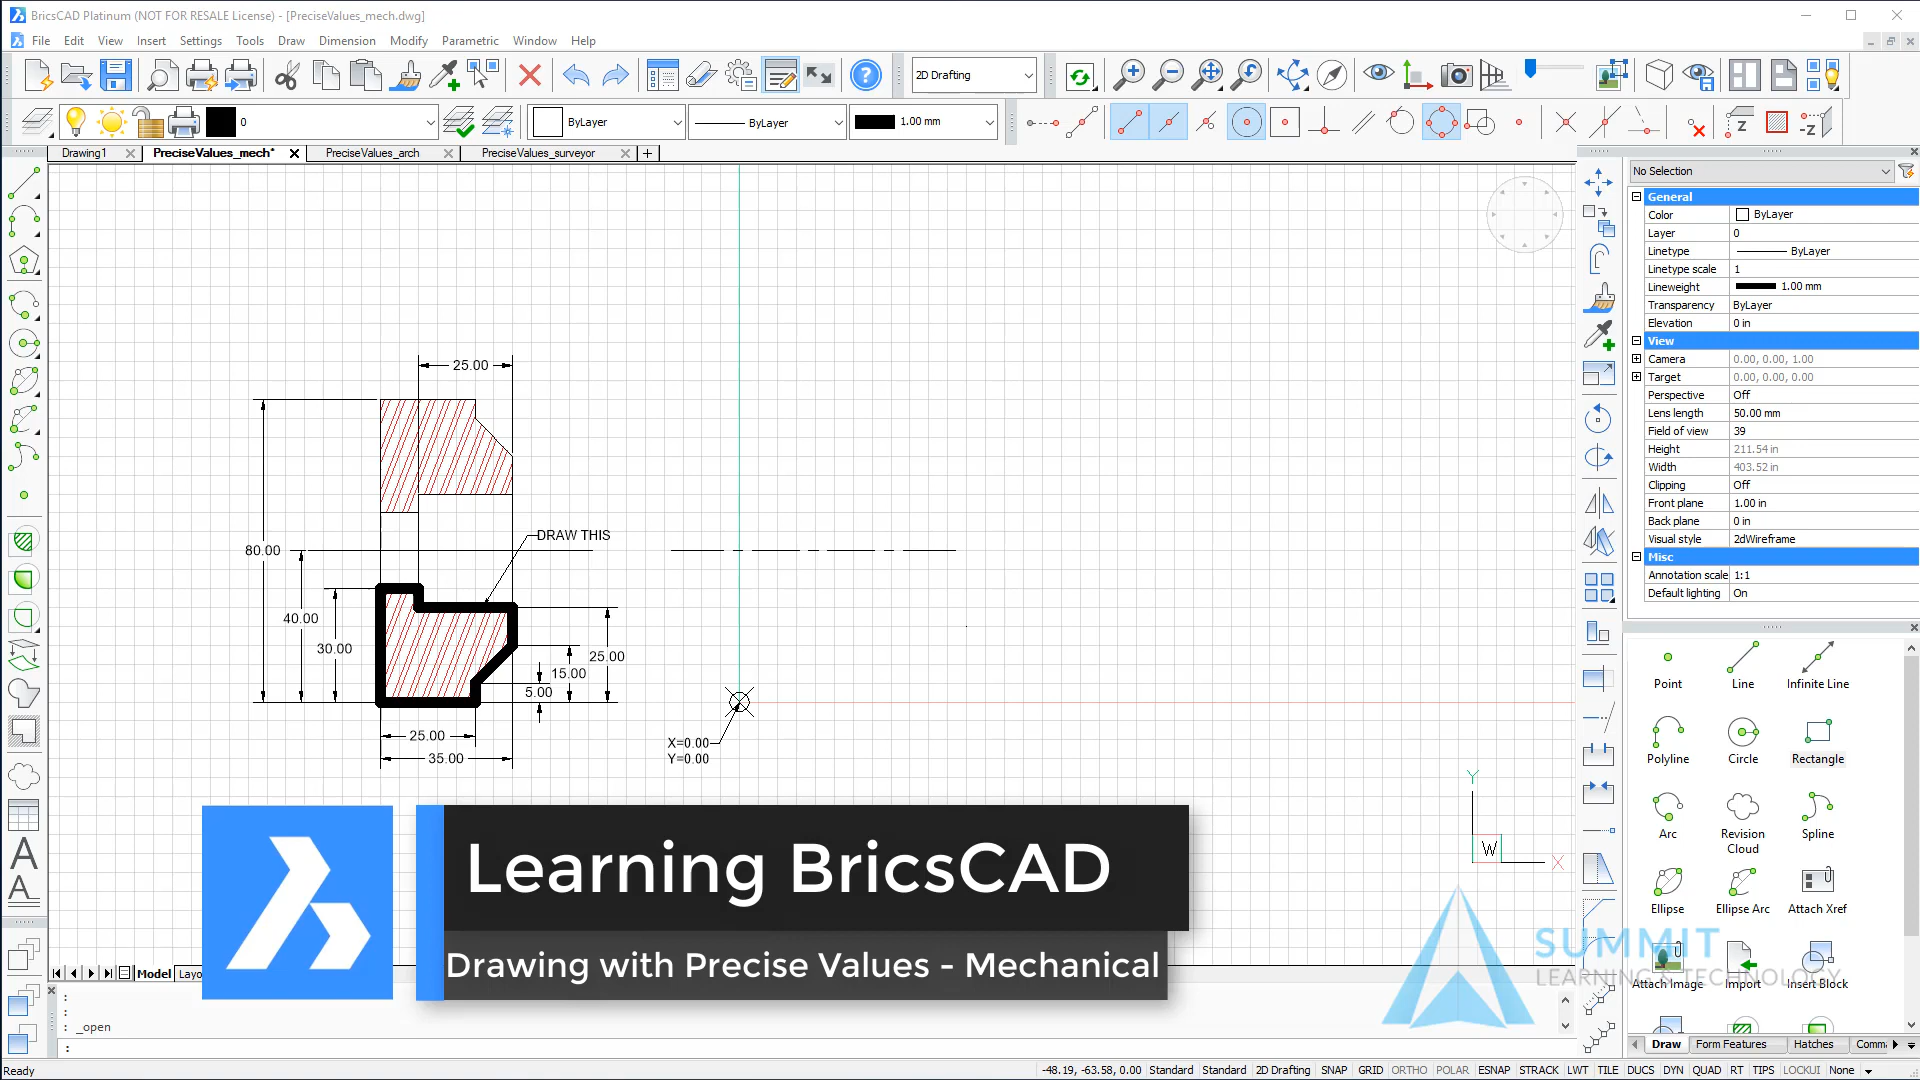 BricsCAD Platinum (NOT FOR RESALE License) - [PreciseValues_mech.dwg]
File Edit View Insert Settings Tools Draw Dimension Modify Parametric Window Help
2D Drafting
0 ByLayer ByLayer 1.00 mm
Drawing1 PreciseValues_mech* PreciseValues_arch PreciseValues_surveyor
No Selection
General
Color ByLayer
Layer 0
Linetype ByLayer
Linetype scale 1
Lineweight 1.00 mm
Transparency ByLayer
Elevation 0 in
View
Camera 0.00, 0.00, 1.00
Target 0.00, 0.00, 0.00
Perspective Off
Lens length 50.00 mm
Field of view 39
Height 211.54 in
Width 403.52 in
Clipping Off
Front plane 1.00 in
Back plane 0 in
Visual style 2dWireframe
Misc
Annotation scale 1:1
Default lighting On
25.00
DRAW THIS
80.00
40.00
30.00
25.00
15.00
5.00
25.00
35.00
X=0.00
Y=0.00
Y
W X
Point Line Infinite Line
Polyline Circle Rectangle
Arc Revision Cloud Spline
Ellipse Ellipse Arc Attach Xref
Attach Image Import Insert Block
Draw Form Features Hatches Comma
Learning BricsCAD
Drawing with Precise Values - Mechanical
SUMMIT
LEARNING & TECHNOLOGY
Model Layo
:
:
: _open
:
Ready
-48.19, -63.58, 0.00 Standard Standard 2D Drafting SNAP GRID ORTHO POLAR ESNAP STRACK LWT TILE DUCS DYN QUAD RT TIPS LOCKUI None